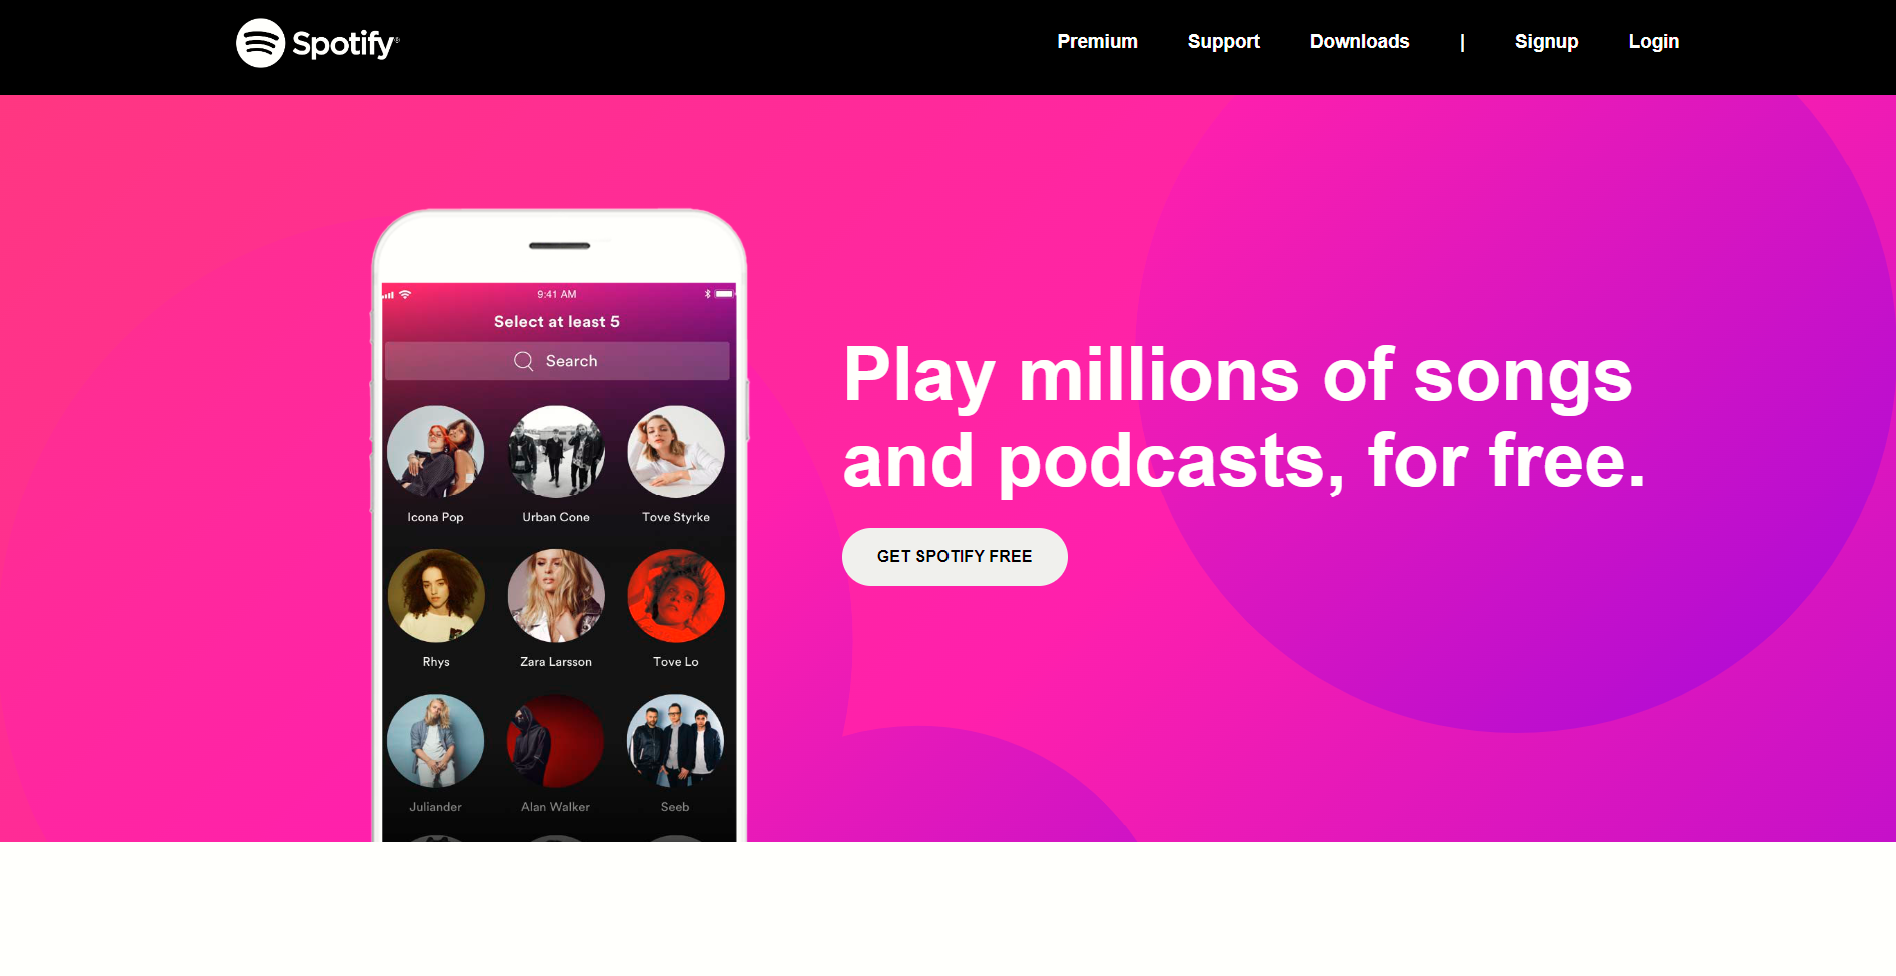 Spotify®
Premium Support Downloads | Signup Login
9:41 AM
Select at least 5
Search
Icona Pop Urban Cone Tove Styrke
Rhys Zara Larsson Tove Lo
Juliander Alan Walker Seeb
Play millions of songs
and podcasts, for free.
GET SPOTIFY FREE